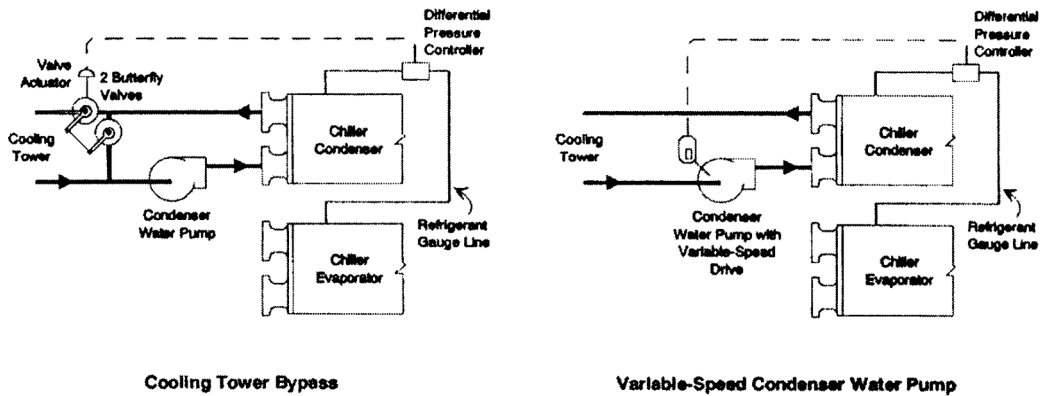 Differential
Pressure
Controller
Valve
Actuator
2 Butterfly
Valves
Cooling
Tower
Chiller
Condenser
Condenser
Water Pump
Refrigerant
Gauge Line
Chiller
Evaporator
Cooling Tower Bypass
Differential
Pressure
Controller
Cooling
Tower
Chiller
Condenser
Condenser
Water Pump with
Variable-Speed
Drive
Refrigerant
Gauge Line
Chiller
Evaporator
Variable-Speed Condenser Water Pump